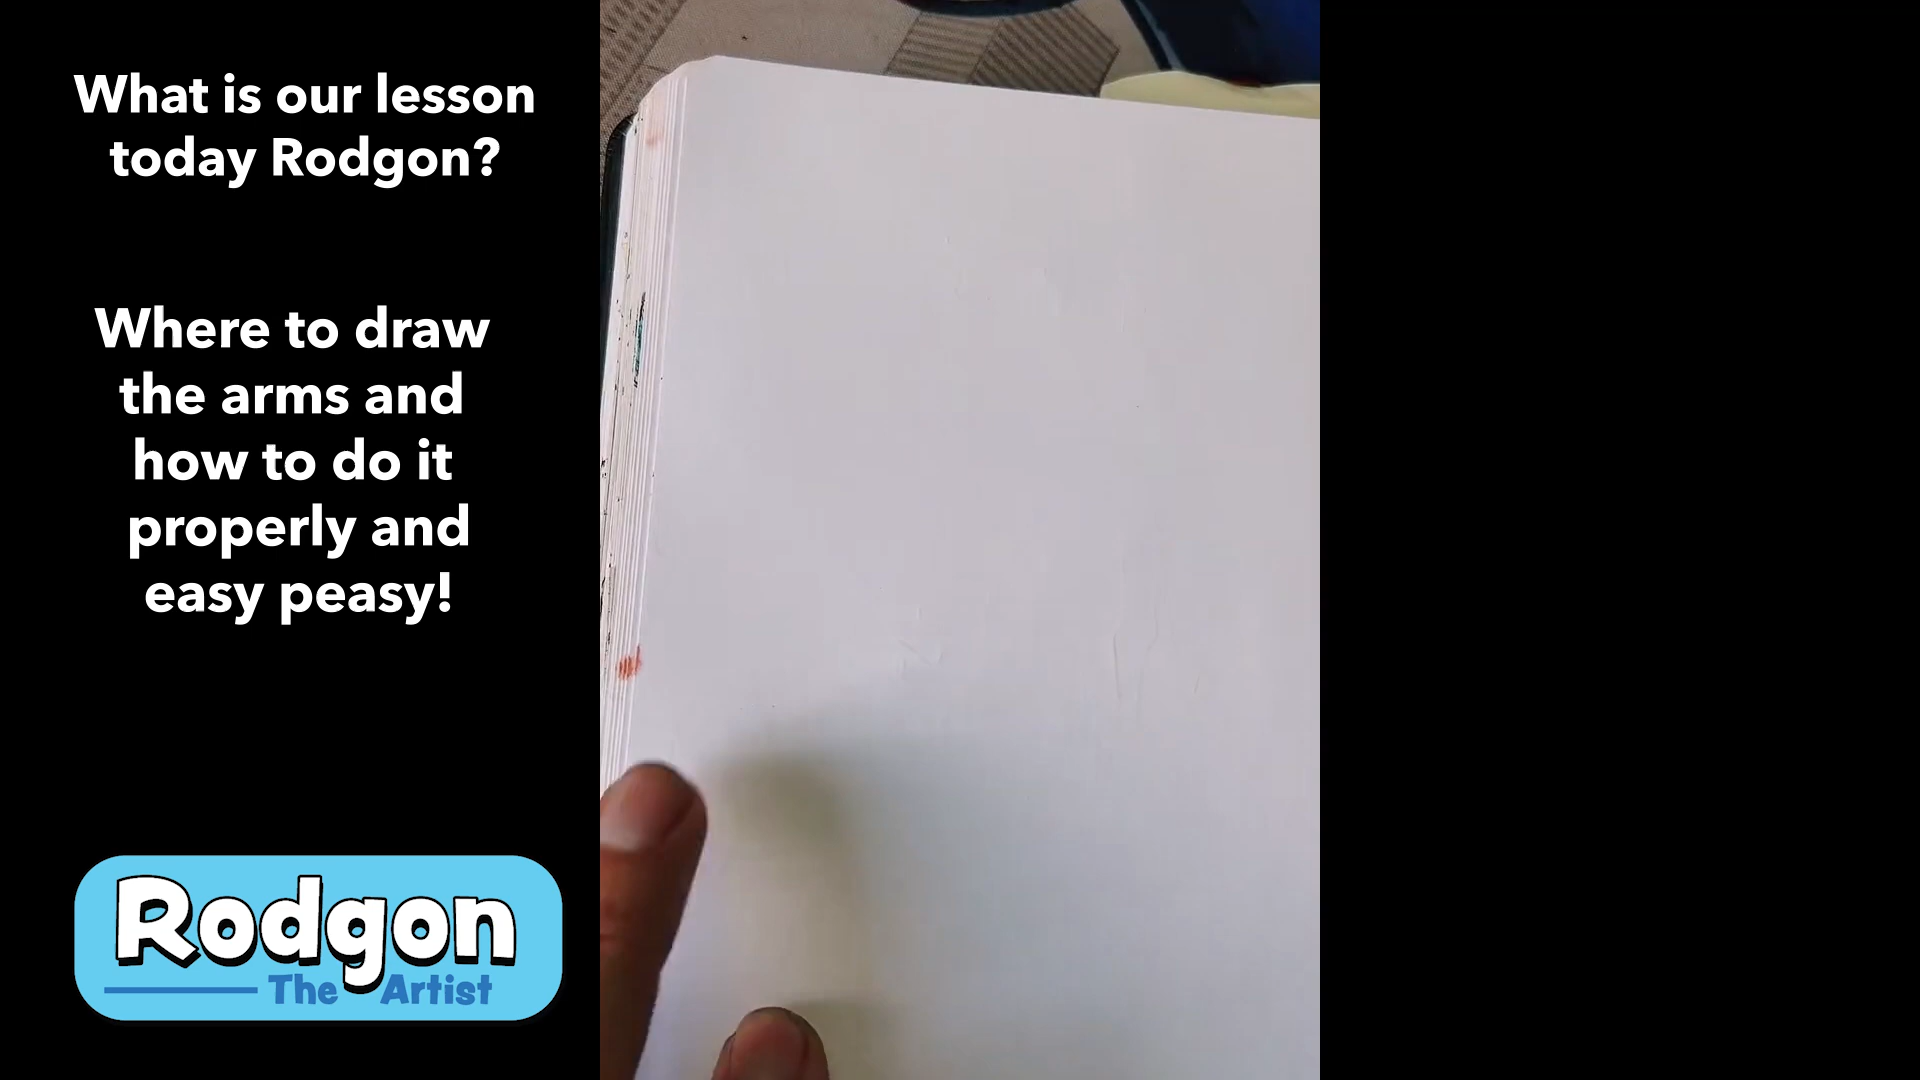 What is our lesson
today Rodgon?
Where to draw
the arms and
how to do it
properly and
easy peasy!
Rodgon
The Artist